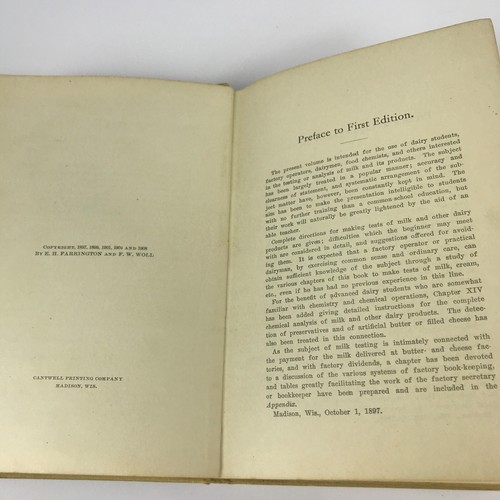 COPYRIGHT, 1897, 1899, 1901, 1904 AND 1908
BY E. H. FARRINGTON AND F. W. WOLL
CANTWELL PRINTING COMPANY
MADISON, WIS.
Preface to First Edition.
The present volume is intended for the use of dairy students,
factory operators, dairymen, food chemists, and others interested
in the testing or analysis of milk and its products. The subject
has been largely treated in a popular manner; accuracy and
clearness of statement, and systematic arrangement of the sub-
ject matter have, however, been constantly kept in mind. The
aim has been to make the presentation intelligible to students
with no further training than a common-school education, but
their work will naturally be greatly lightened by the aid of an
able teacher.
Complete directions for making tests of milk and other dairy
products are given; difficulties which the beginner may meet
with are considered in detail, and suggestions offered for avoid-
ing them. It is expected that a factory operator or practical
dairyman, by exercising common sense and ordinary care, can
obtain sufficient knowledge of the subject through a study of
the various chapters of this book to make tests of milk, cream,
etc., even if he has had no previous experience in this line.
For the benefit of advanced dairy students who are somewhat
familiar with chemistry and chemical operations, Chapter XIV
has been added giving detailed instructions for the complete
chemical analysis of milk and other dairy products. The detec-
tion of preservatives and of artificial butter or filled cheese has
also been treated in this connection.
As the subject of milk testing is intimately connected with
the payment for the milk delivered at butter- and cheese fac-
tories, and with factory dividends, a chapter has been devoted
to a discussion of the various systems of factory book-keeping,
and tables greatly facilitating the work of the factory secretary
or bookkeeper have been prepared and are included in the
Appendix.
Madison, Wis., October 1, 1897.